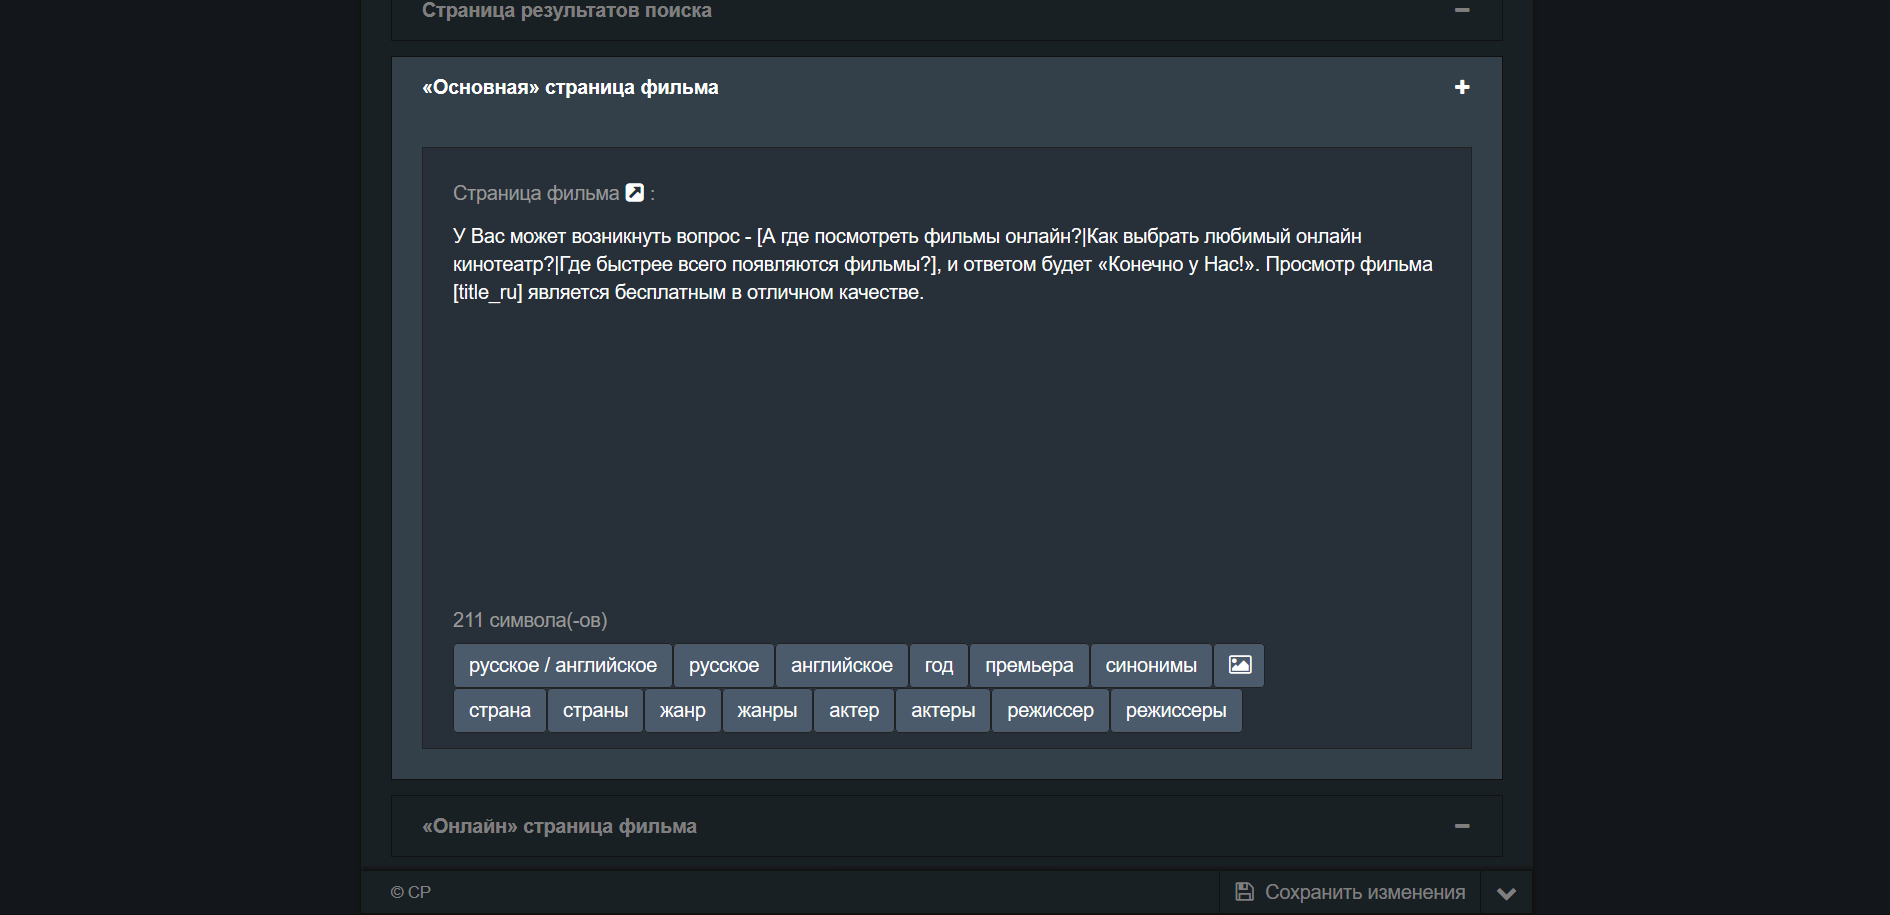 Страница результатов поиска
«Основная» страница фильма
Страница фильма :
У Вас может возникнуть вопрос - [А где посмотреть фильмы онлайн?|Как выбрать любимый онлайн
кинотеатр?|Где быстрее всего появляются фильмы?], и ответом будет «Конечно у Нас!». Просмотр фильма
[title_ru] является бесплатным в отличном качестве.
211 символа(-ов)
русское / английское русское английское год премьера синонимы
страна страны жанр жанры актер актеры режиссер режиссеры
«Онлайн» страница фильма
© CP Сохранить изменения